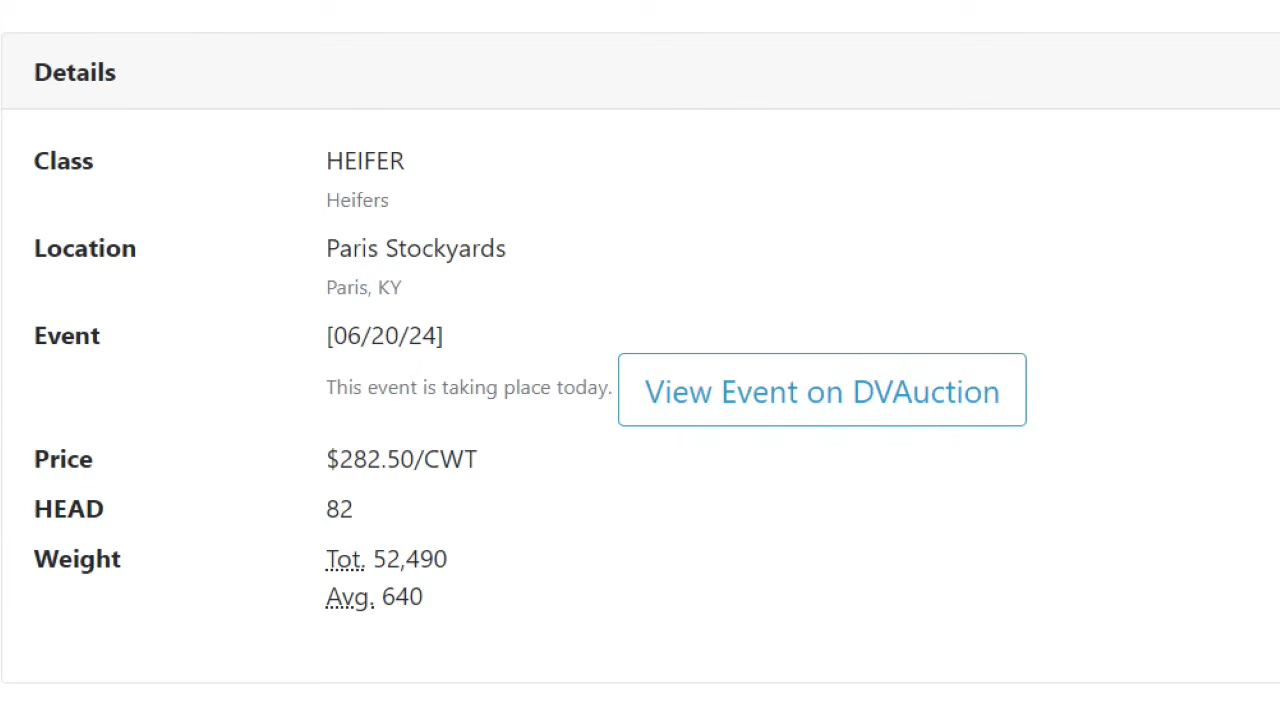 Details
Class HEIFER
Heifers
Location Paris Stockyards
Paris, KY
Event [06/20/24]
This event is taking place today. View Event on DVAuction
Price $282.50/CWT
HEAD 82
Weight Tot. 52,490
Avg. 640